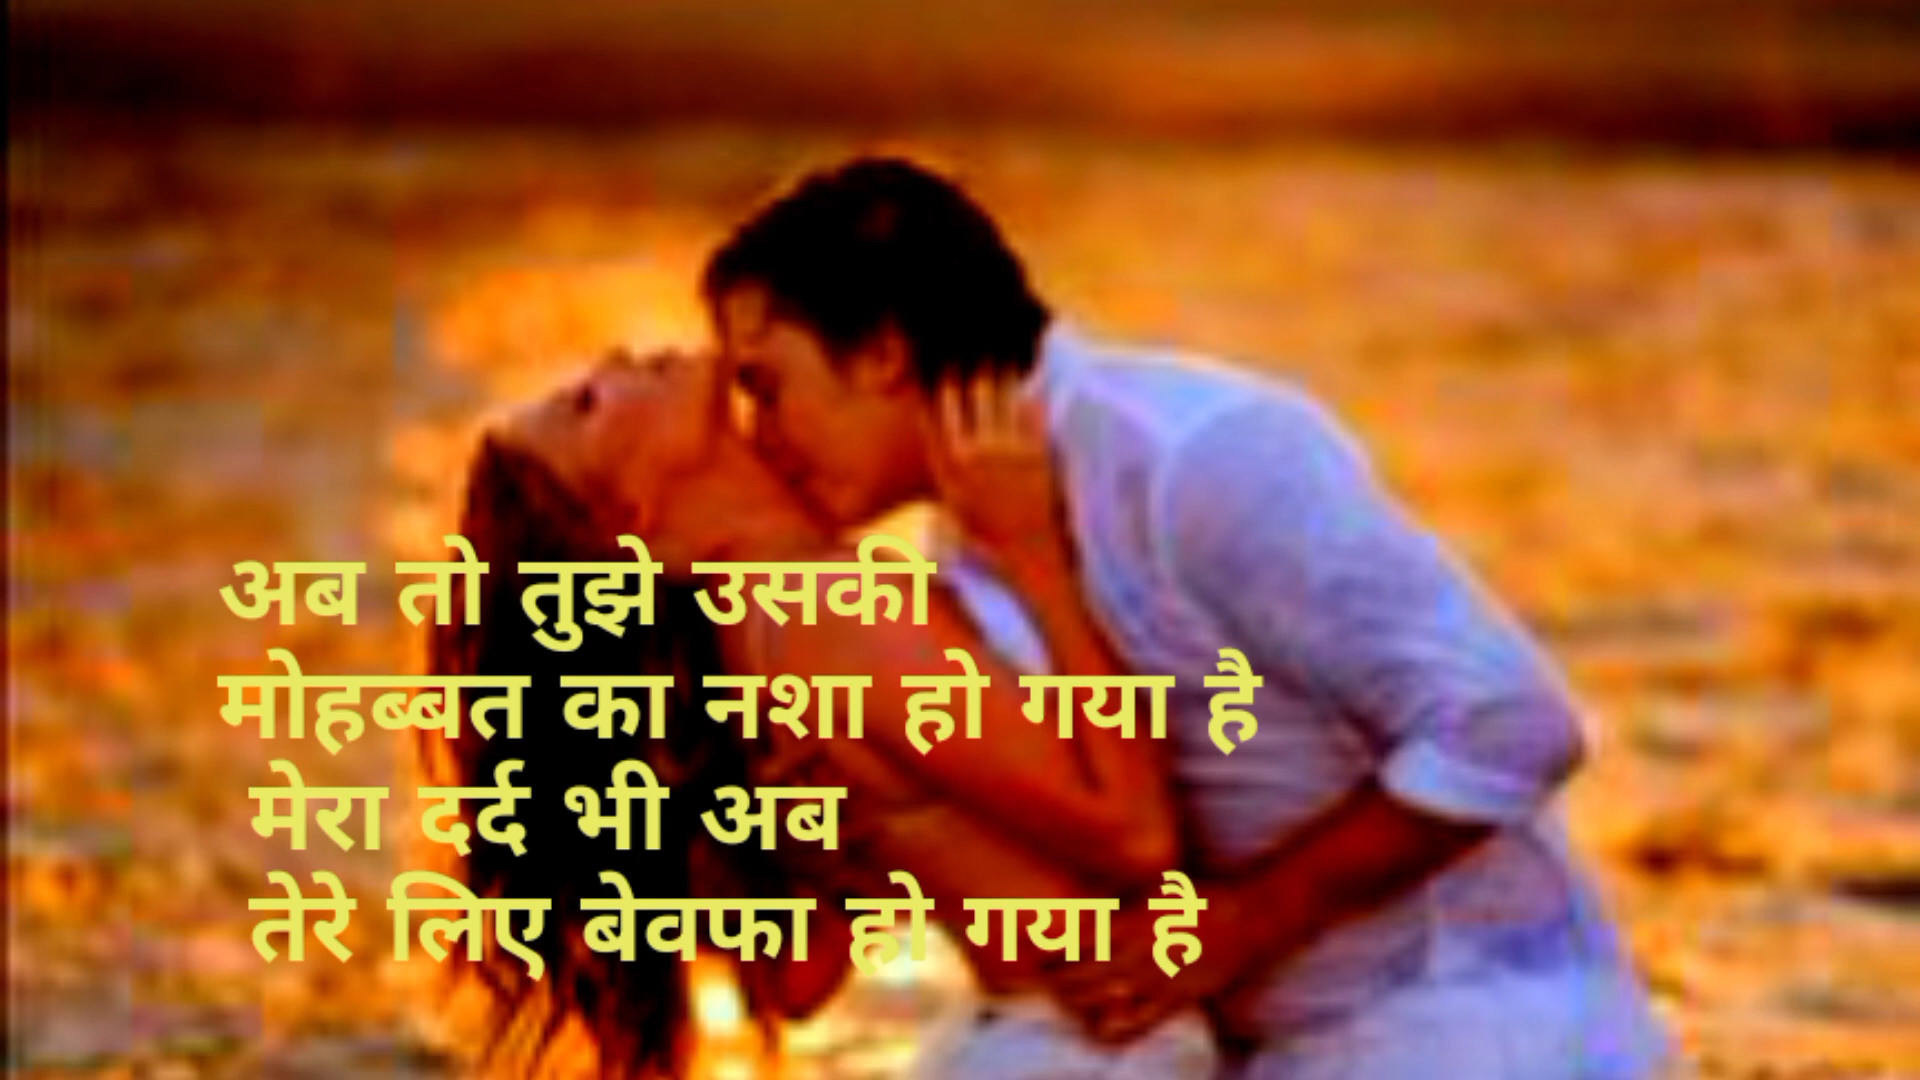 अब तो तुझे उसकी
मोहब्बत का नशा हो गया है
मेरा दर्द भी अब
तेरे लिए बेवफा हो गया है